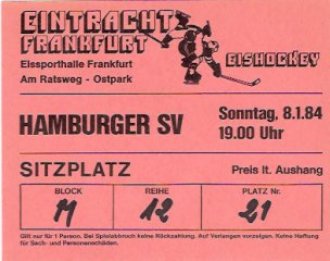 EINTRACHT
FRANKFURT
EISHOCKEY
Eissporthalle Frankfurt
Am Ratsweg - Ostpark
HAMBURGER SV
Sonntag, 8.1.84
19.00 Uhr
SITZPLATZ
Preis lt. Aushang
BLOCK REIHE PLATZ Nr.
M 12 21
Gilt nur für 1 Person. Bei Spielabbruch keine Rückzahlung. Auf Verlangen vorzeigen. Keine Haftung
für Sach- und Personenschäden.